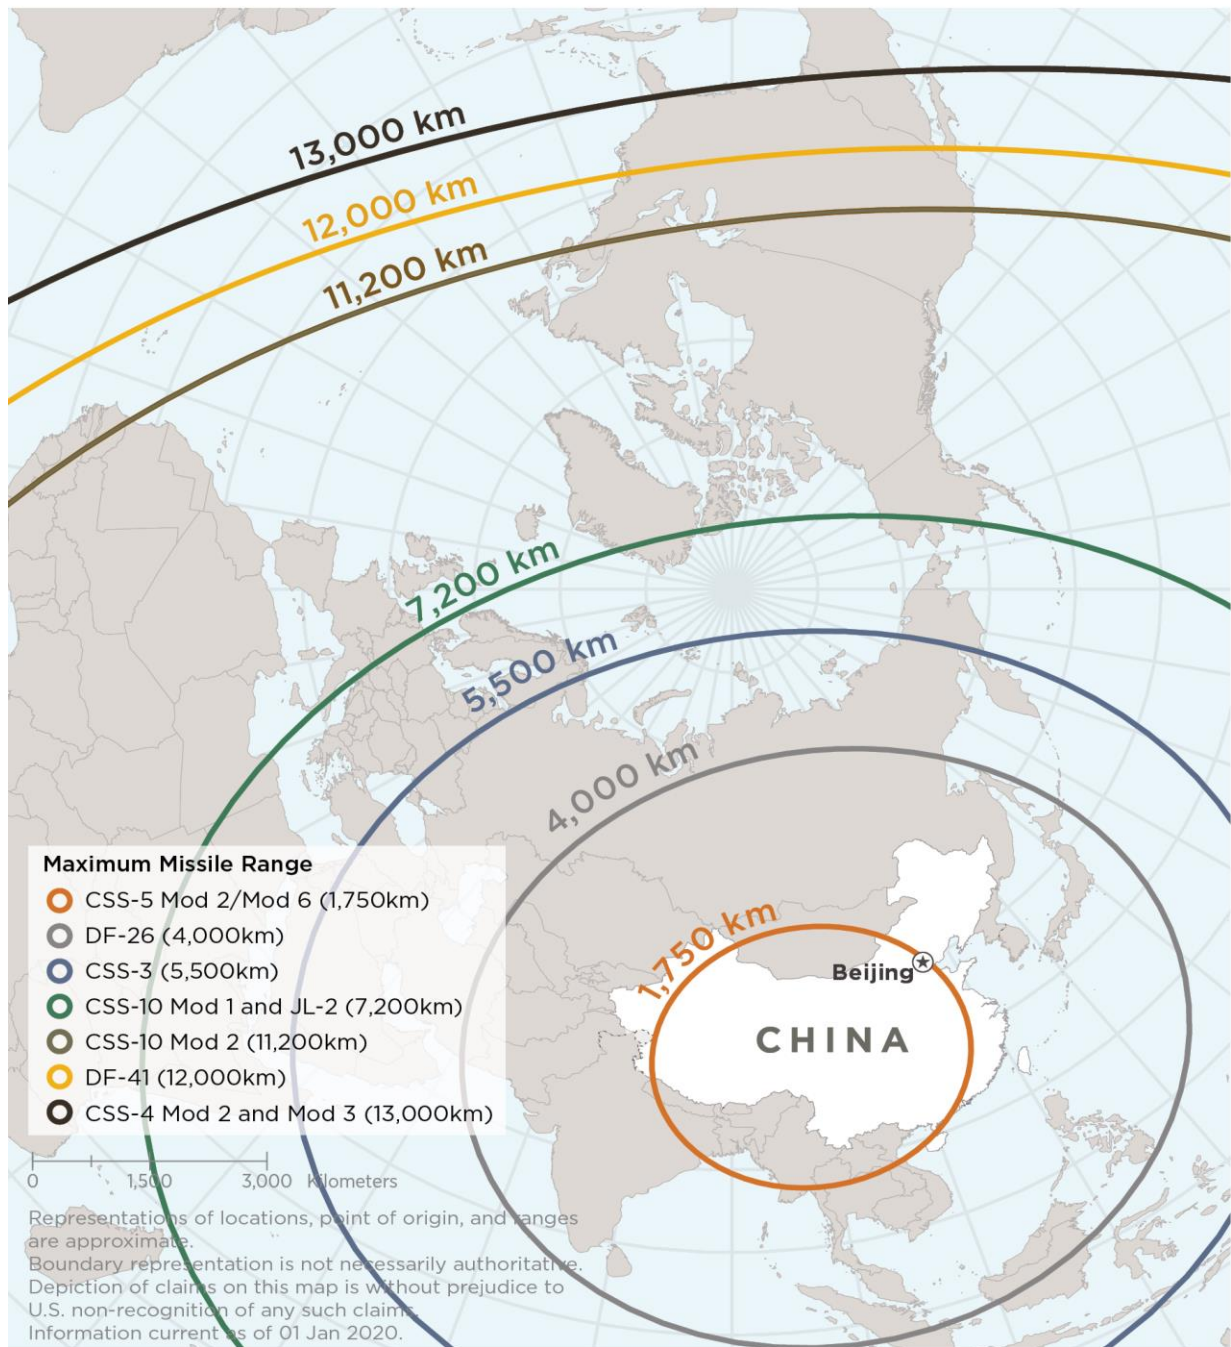 13,000 km
12,000 km
11,200 km
7,200 km
5,500 km
4,000 km
1,750 km
Beijing
CHINA
Maximum Missile Range
CSS-5 Mod 2/Mod 6 (1,750km)
DF-26 (4,000km)
CSS-3 (5,500km)
CSS-10 Mod 1 and JL-2 (7,200km)
CSS-10 Mod 2 (11,200km)
DF-41 (12,000km)
CSS-4 Mod 2 and Mod 3 (13,000km)
0 1,500 3,000 Kilometers
Representations of locations, point of origin, and ranges
are approximate.
Boundary representation is not necessarily authoritative.
Depiction of claims on this map is without prejudice to
U.S. non-recognition of any such claims.
Information current as of 01 Jan 2020.